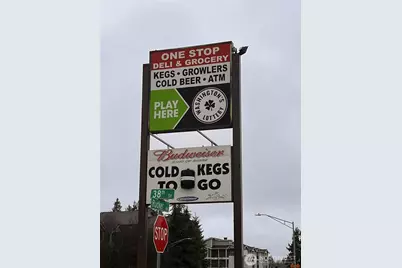 ONE STOP
DELI & GROCERY
KEGS • GROWLERS
COLD BEER • ATM
PLAY
HERE
WASHINGTON'S
LOTTERY
Budweiser
COLD KEGS
TO GO
38th
STOP